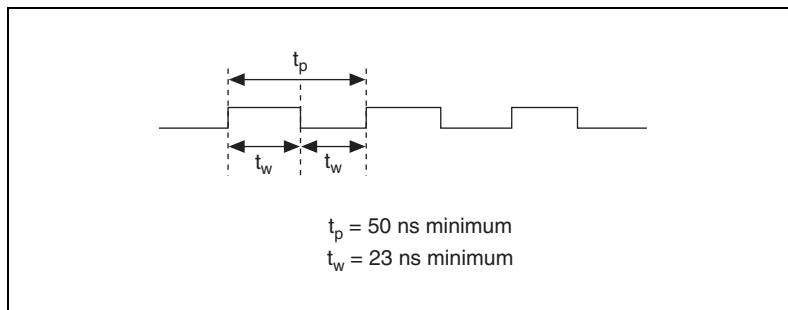 tp
tw tw
tp = 50 ns minimum
tw = 23 ns minimum